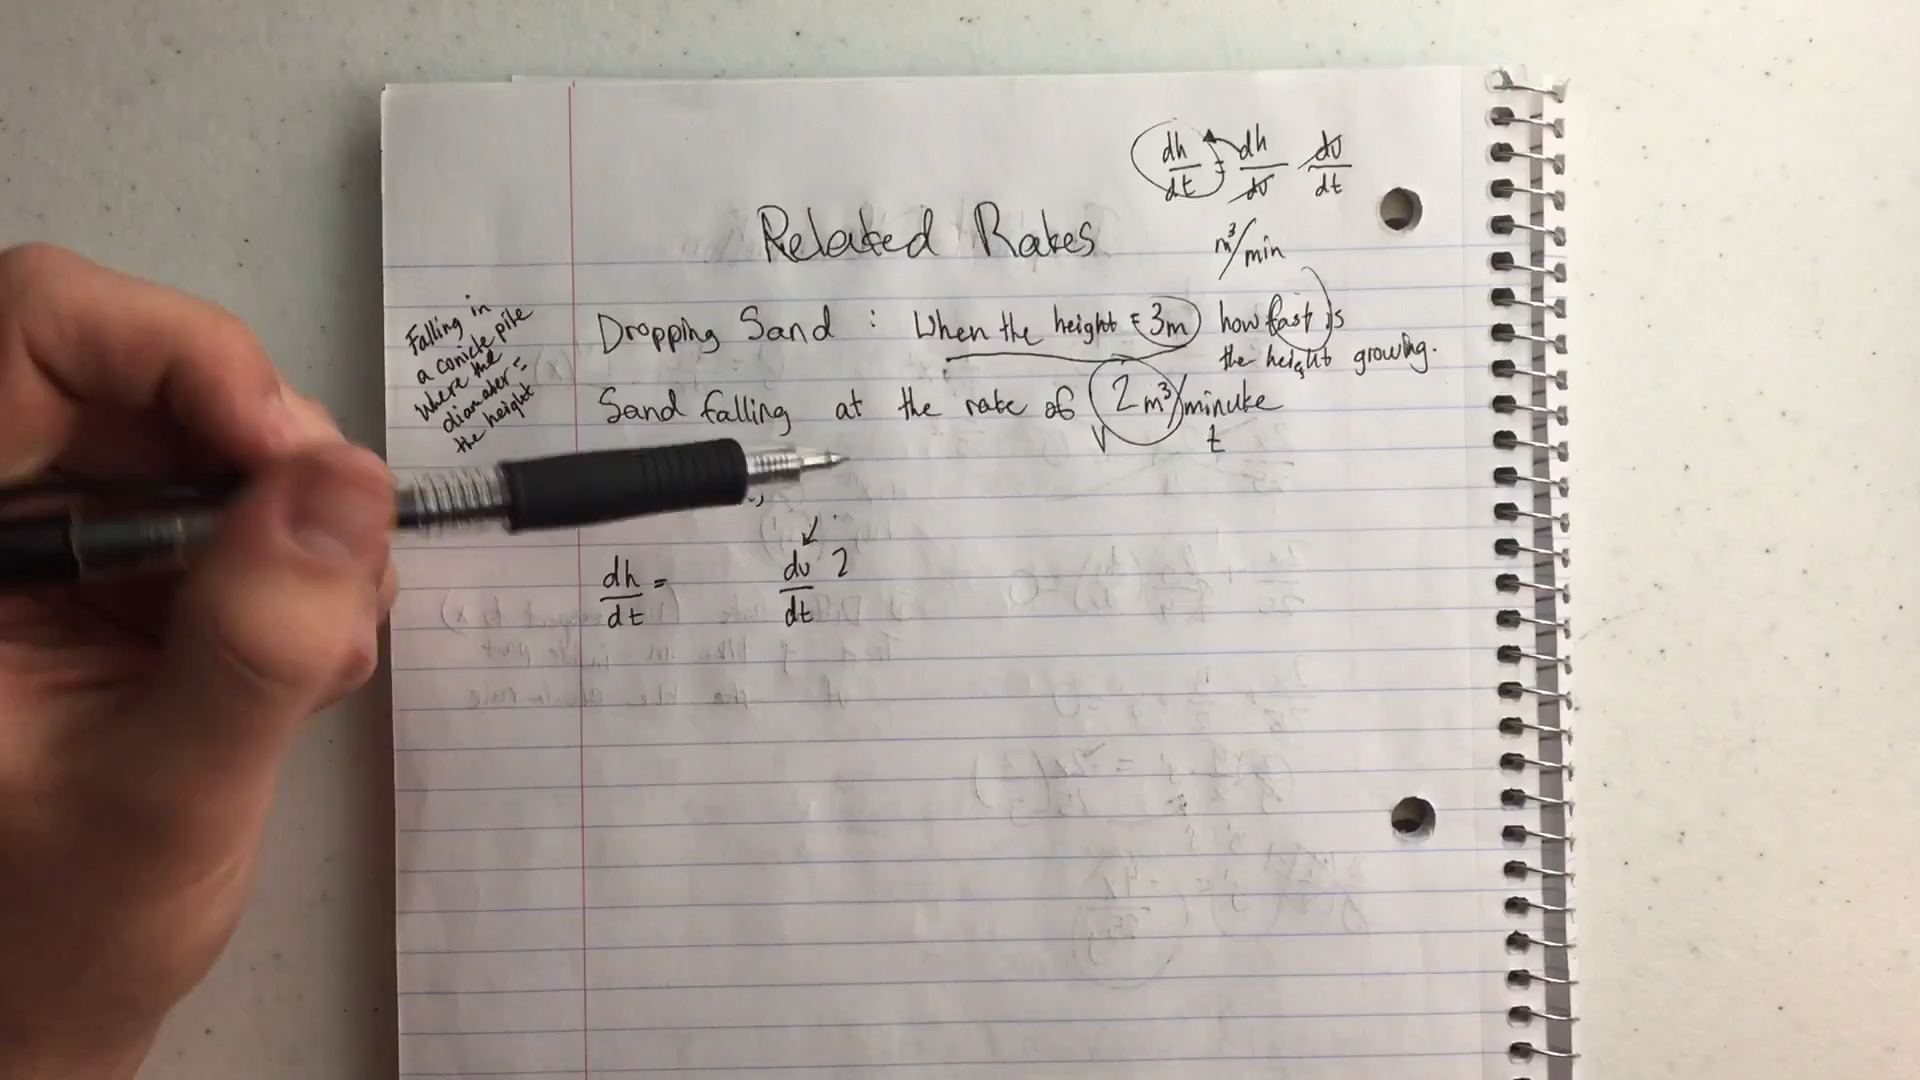 dh/dt = dh/dv dv/dt
Related Rates
m³/min
Falling in
a conicle pile
where the
diamater =
the height
Dropping Sand : When the height = 3m how fast is
the height growing.
Sand falling at the rate of 2m³/minute
V t
dh/dt = dv/dt 2